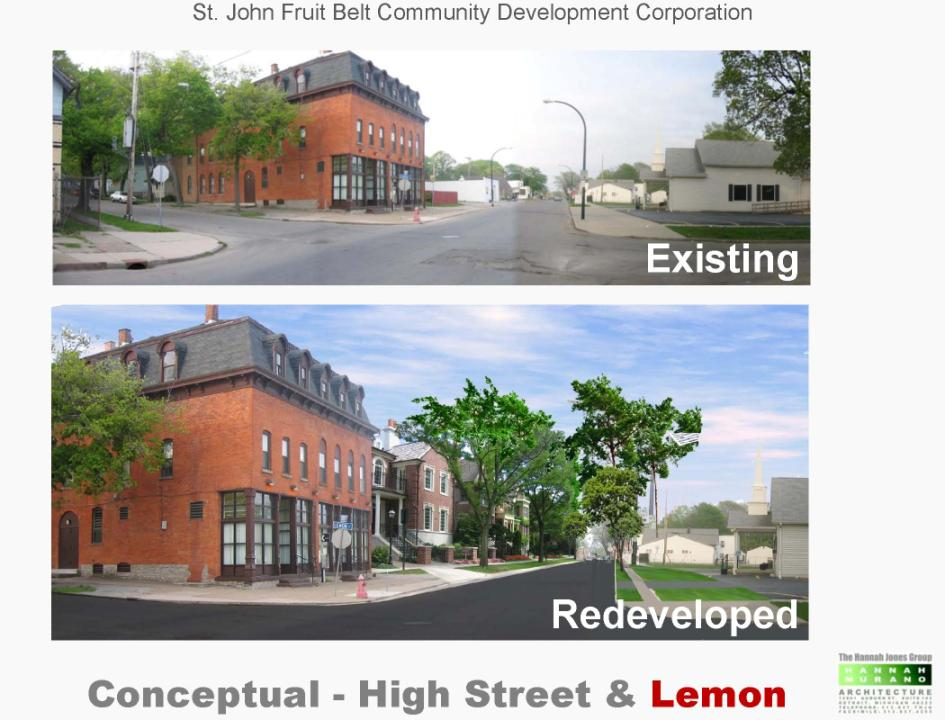 St. John Fruit Belt Community Development Corporation
Existing
Redeveloped
Conceptual - High Street & Lemon
The Hannah Jones Group
HANNAH
MURANO
ARCHITECTURE